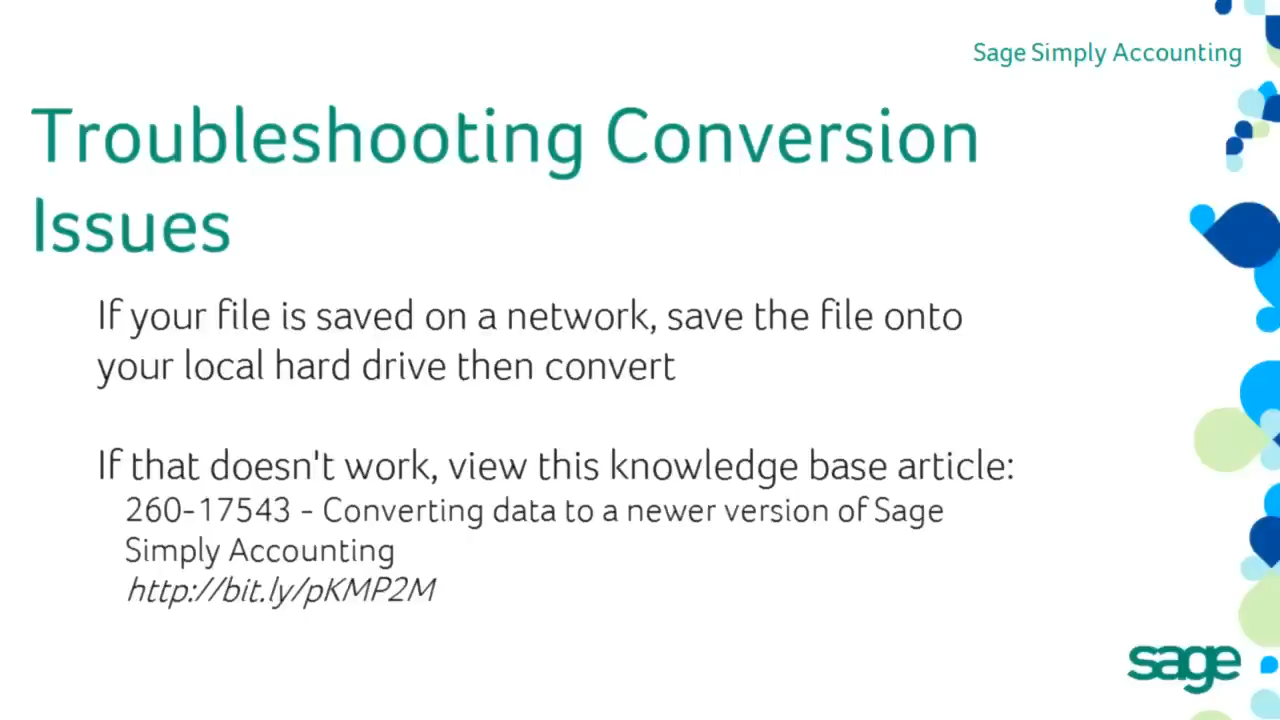 Sage Simply Accounting
Troubleshooting Conversion
Issues
If your file is saved on a network, save the file onto
your local hard drive then convert
If that doesn't work, view this knowledge base article:
260-17543 - Converting data to a newer version of Sage
Simply Accounting
http://bit.ly/pKMP2M
sage